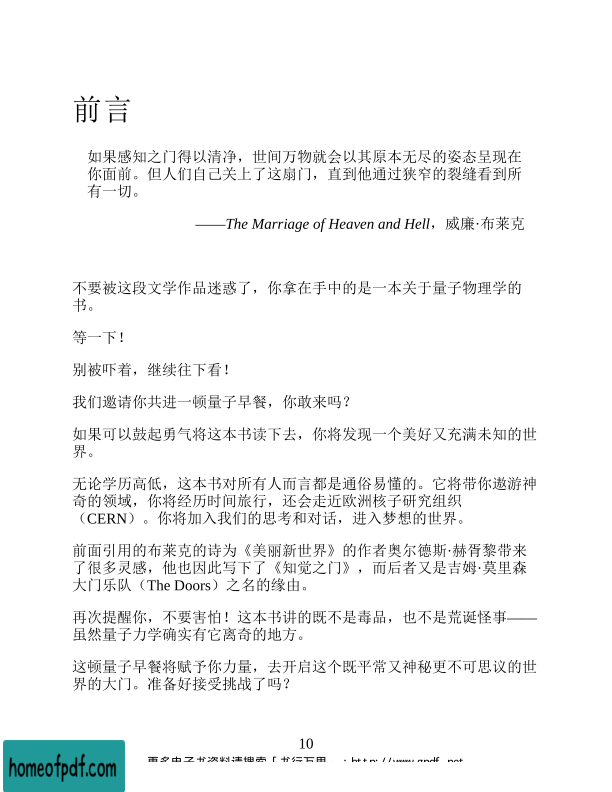 前言
如果感知之门得以清净，世间万物就会以其原本无尽的姿态呈现在
你面前。但人们自己关上了这扇门，直到他通过狭窄的裂缝看到所
有一切。
——The Marriage of Heaven and Hell，威廉·布莱克
不要被这段文学作品迷惑了，你拿在手中的是一本关于量子物理学的
书。
等一下！
别被吓着，继续往下看！
我们邀请你共进一顿量子早餐，你敢来吗？
如果可以鼓起勇气将这本书读下去，你将发现一个美好又充满未知的世
界。
无论学历高低，这本书对所有人而言都是通俗易懂的。它将带你遨游神
奇的领域，你将经历时间旅行，还会走近欧洲核子研究组织
（CERN）。你将加入我们的思考和对话，进入梦想的世界。
前面引用的布莱克的诗为《美丽新世界》的作者奥尔德斯·赫胥黎带来
了很多灵感，他也因此写下了《知觉之门》，而后者又是吉姆·莫里森
大门乐队（The Doors）之名的缘由。
再次提醒你，不要害怕！这本书讲的既不是毒品，也不是荒诞怪事——
虽然量子力学确实有它离奇的地方。
这顿量子早餐将赋予你力量，去开启这个既平常又神秘更不可思议的世
界的大门。准备好接受挑战了吗？
10
homeofpdf.com